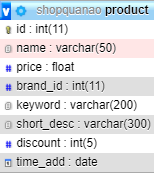 v shopquanao product
id : int(11)
name : varchar(50)
price : float
brand_id : int(11)
keyword : varchar(200)
short_desc : varchar(300)
discount : int(5)
time_add : date